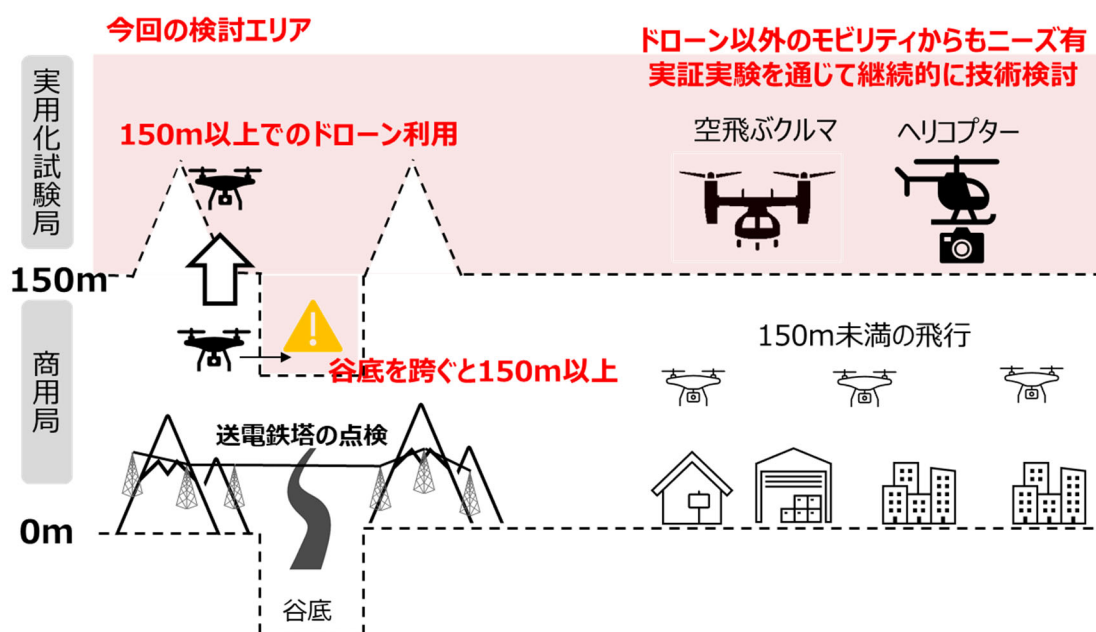 今回の検討エリア
ドローン以外のモビリティからもニーズ有
実証実験を通じて継続的に技術検討
実用化試験局
150m以上でのドローン利用
空飛ぶクルマ
ヘリコプター
150m
商用局
150m未満の飛行
谷底を跨ぐと150m以上
送電鉄塔の点検
0m
谷底